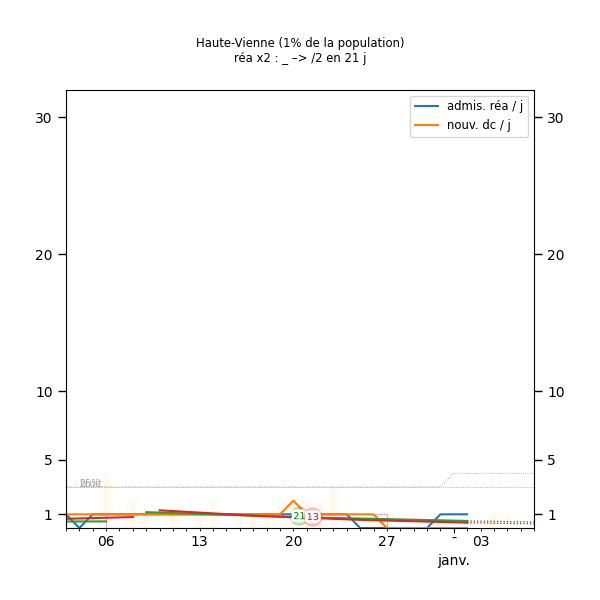 Haute-Vienne (1% de la population)
réa x2 : _ –> /2 en 21 j
admis. réa / j
nouv. dc / j
30 30
20 20
10 10
5 5
1 1
21 13
06 13 20 27 - 03
janv.